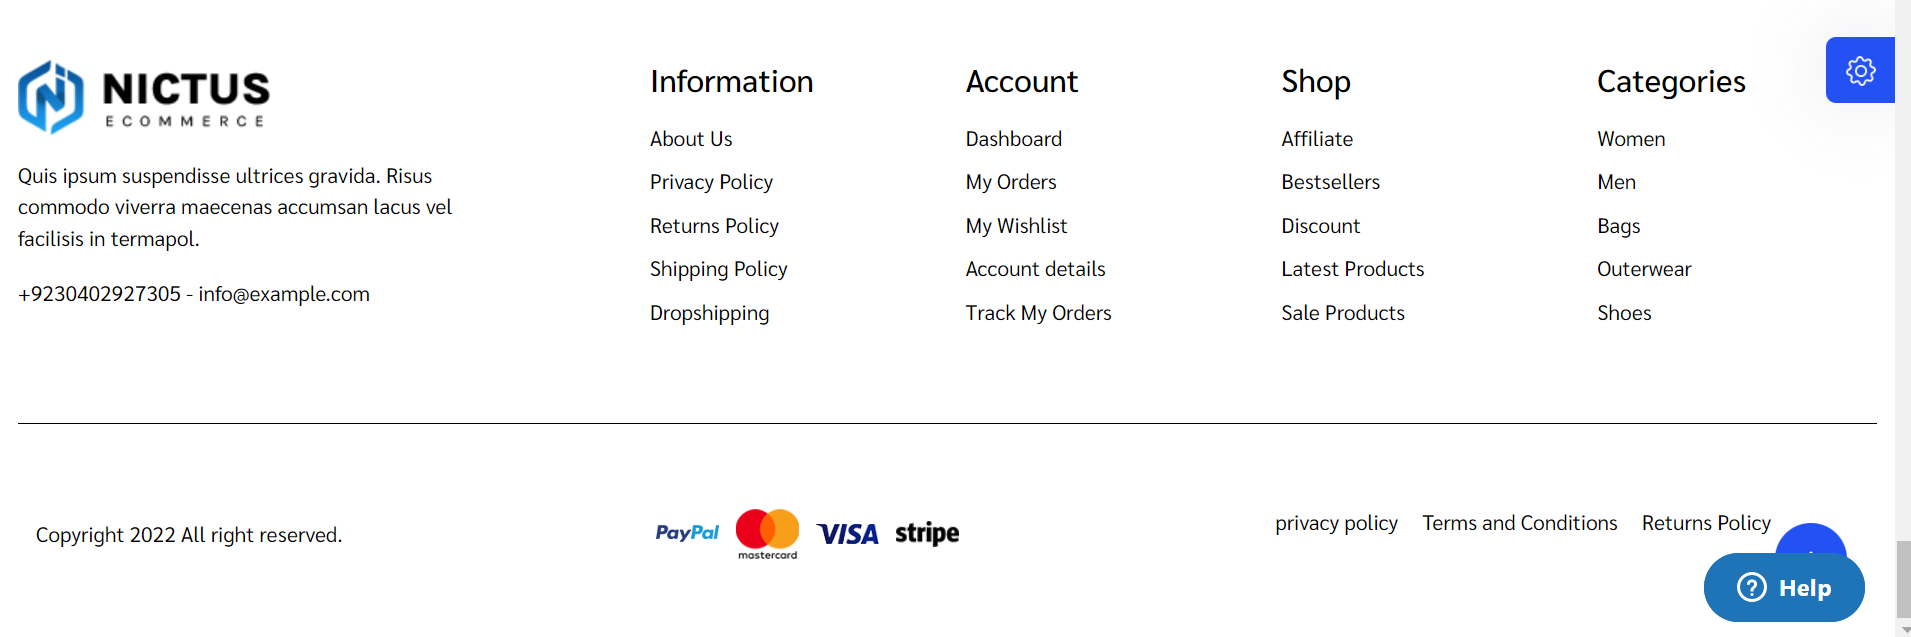 NICTUS
ECOMMERCE
Quis ipsum suspendisse ultrices gravida. Risus
commodo viverra maecenas accumsan lacus vel
facilisis in termapol.
+9230402927305 - info@example.com
Information
About Us
Privacy Policy
Returns Policy
Shipping Policy
Dropshipping
Account
Dashboard
My Orders
My Wishlist
Account details
Track My Orders
Shop
Affiliate
Bestsellers
Discount
Latest Products
Sale Products
Categories
Women
Men
Bags
Outerwear
Shoes
Copyright 2022 All right reserved.
PayPal
mastercard
VISA
stripe
privacy policy
Terms and Conditions
Returns Policy
? Help